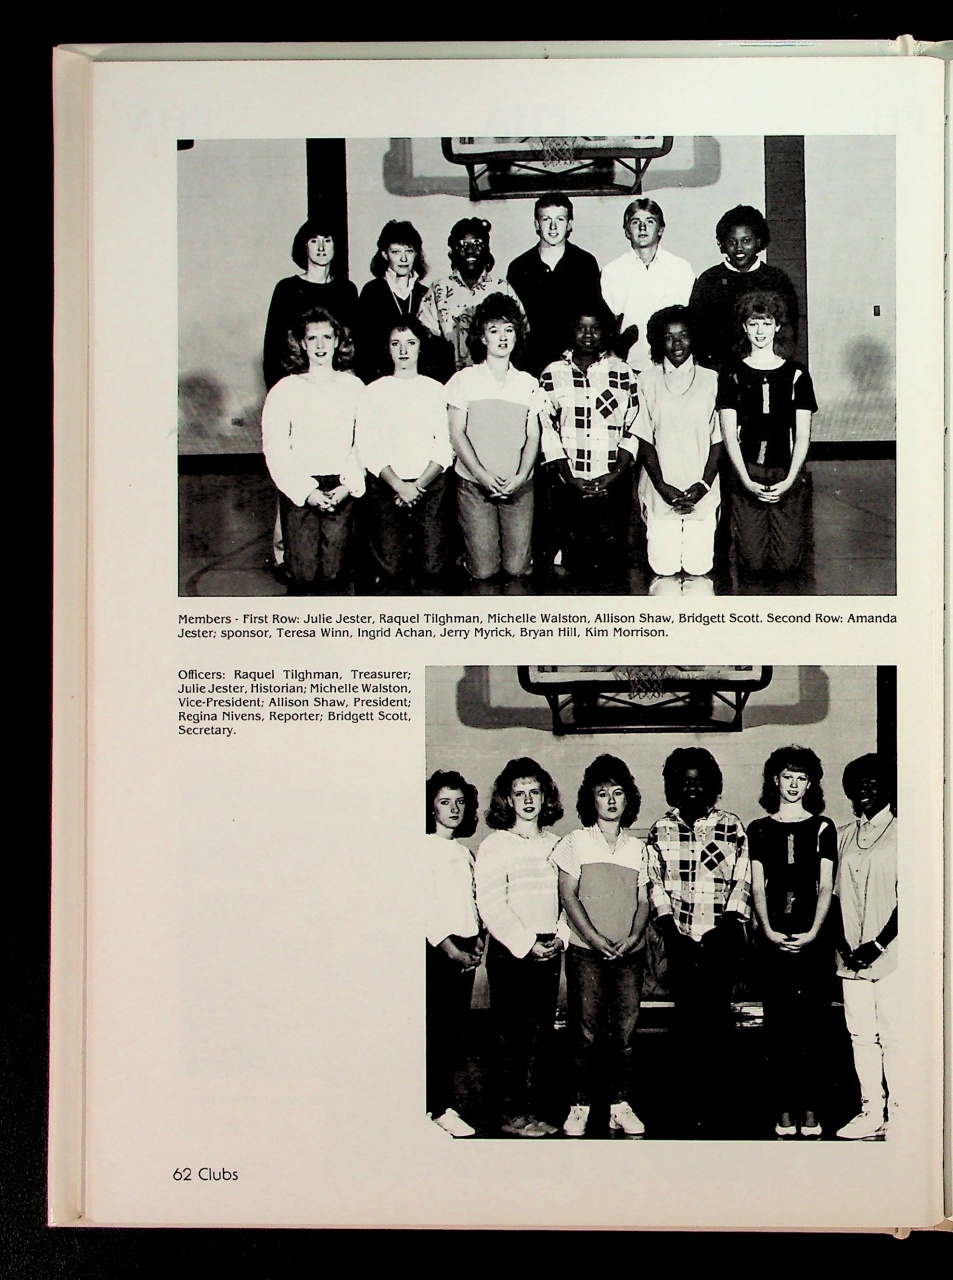 Members - First Row: Julie Jester, Raquel Tilghman, Michelle Walston, Allison Shaw, Bridgett Scott. Second Row: Amanda
Jester; sponsor, Teresa Winn, Ingrid Achan, Jerry Myrick, Bryan Hill, Kim Morrison.
Officers: Raquel Tilghman, Treasurer;
Julie Jester, Historian; Michelle Walston,
Vice-President; Allison Shaw, President;
Regina Nivens, Reporter; Bridgett Scott,
Secretary.
62 Clubs